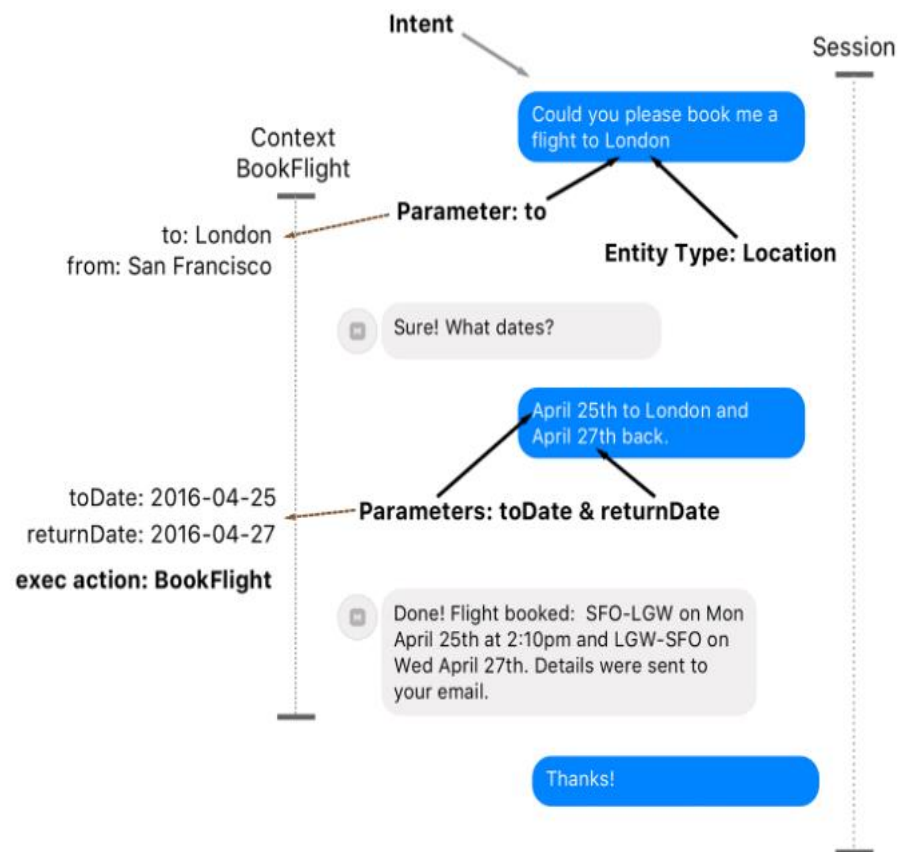 Intent
Session
Could you please book me a
flight to London
Context
BookFlight
Parameter: to
to: London
from: San Francisco
Entity Type: Location
Sure! What dates?
April 25th to London and
April 27th back.
toDate: 2016-04-25
returnDate: 2016-04-27
Parameters: toDate & returnDate
exec action: BookFlight
Done! Flight booked:  SFO-LGW on Mon
April 25th at 2:10pm and LGW-SFO on
Wed April 27th. Details were sent to
your email.
Thanks!